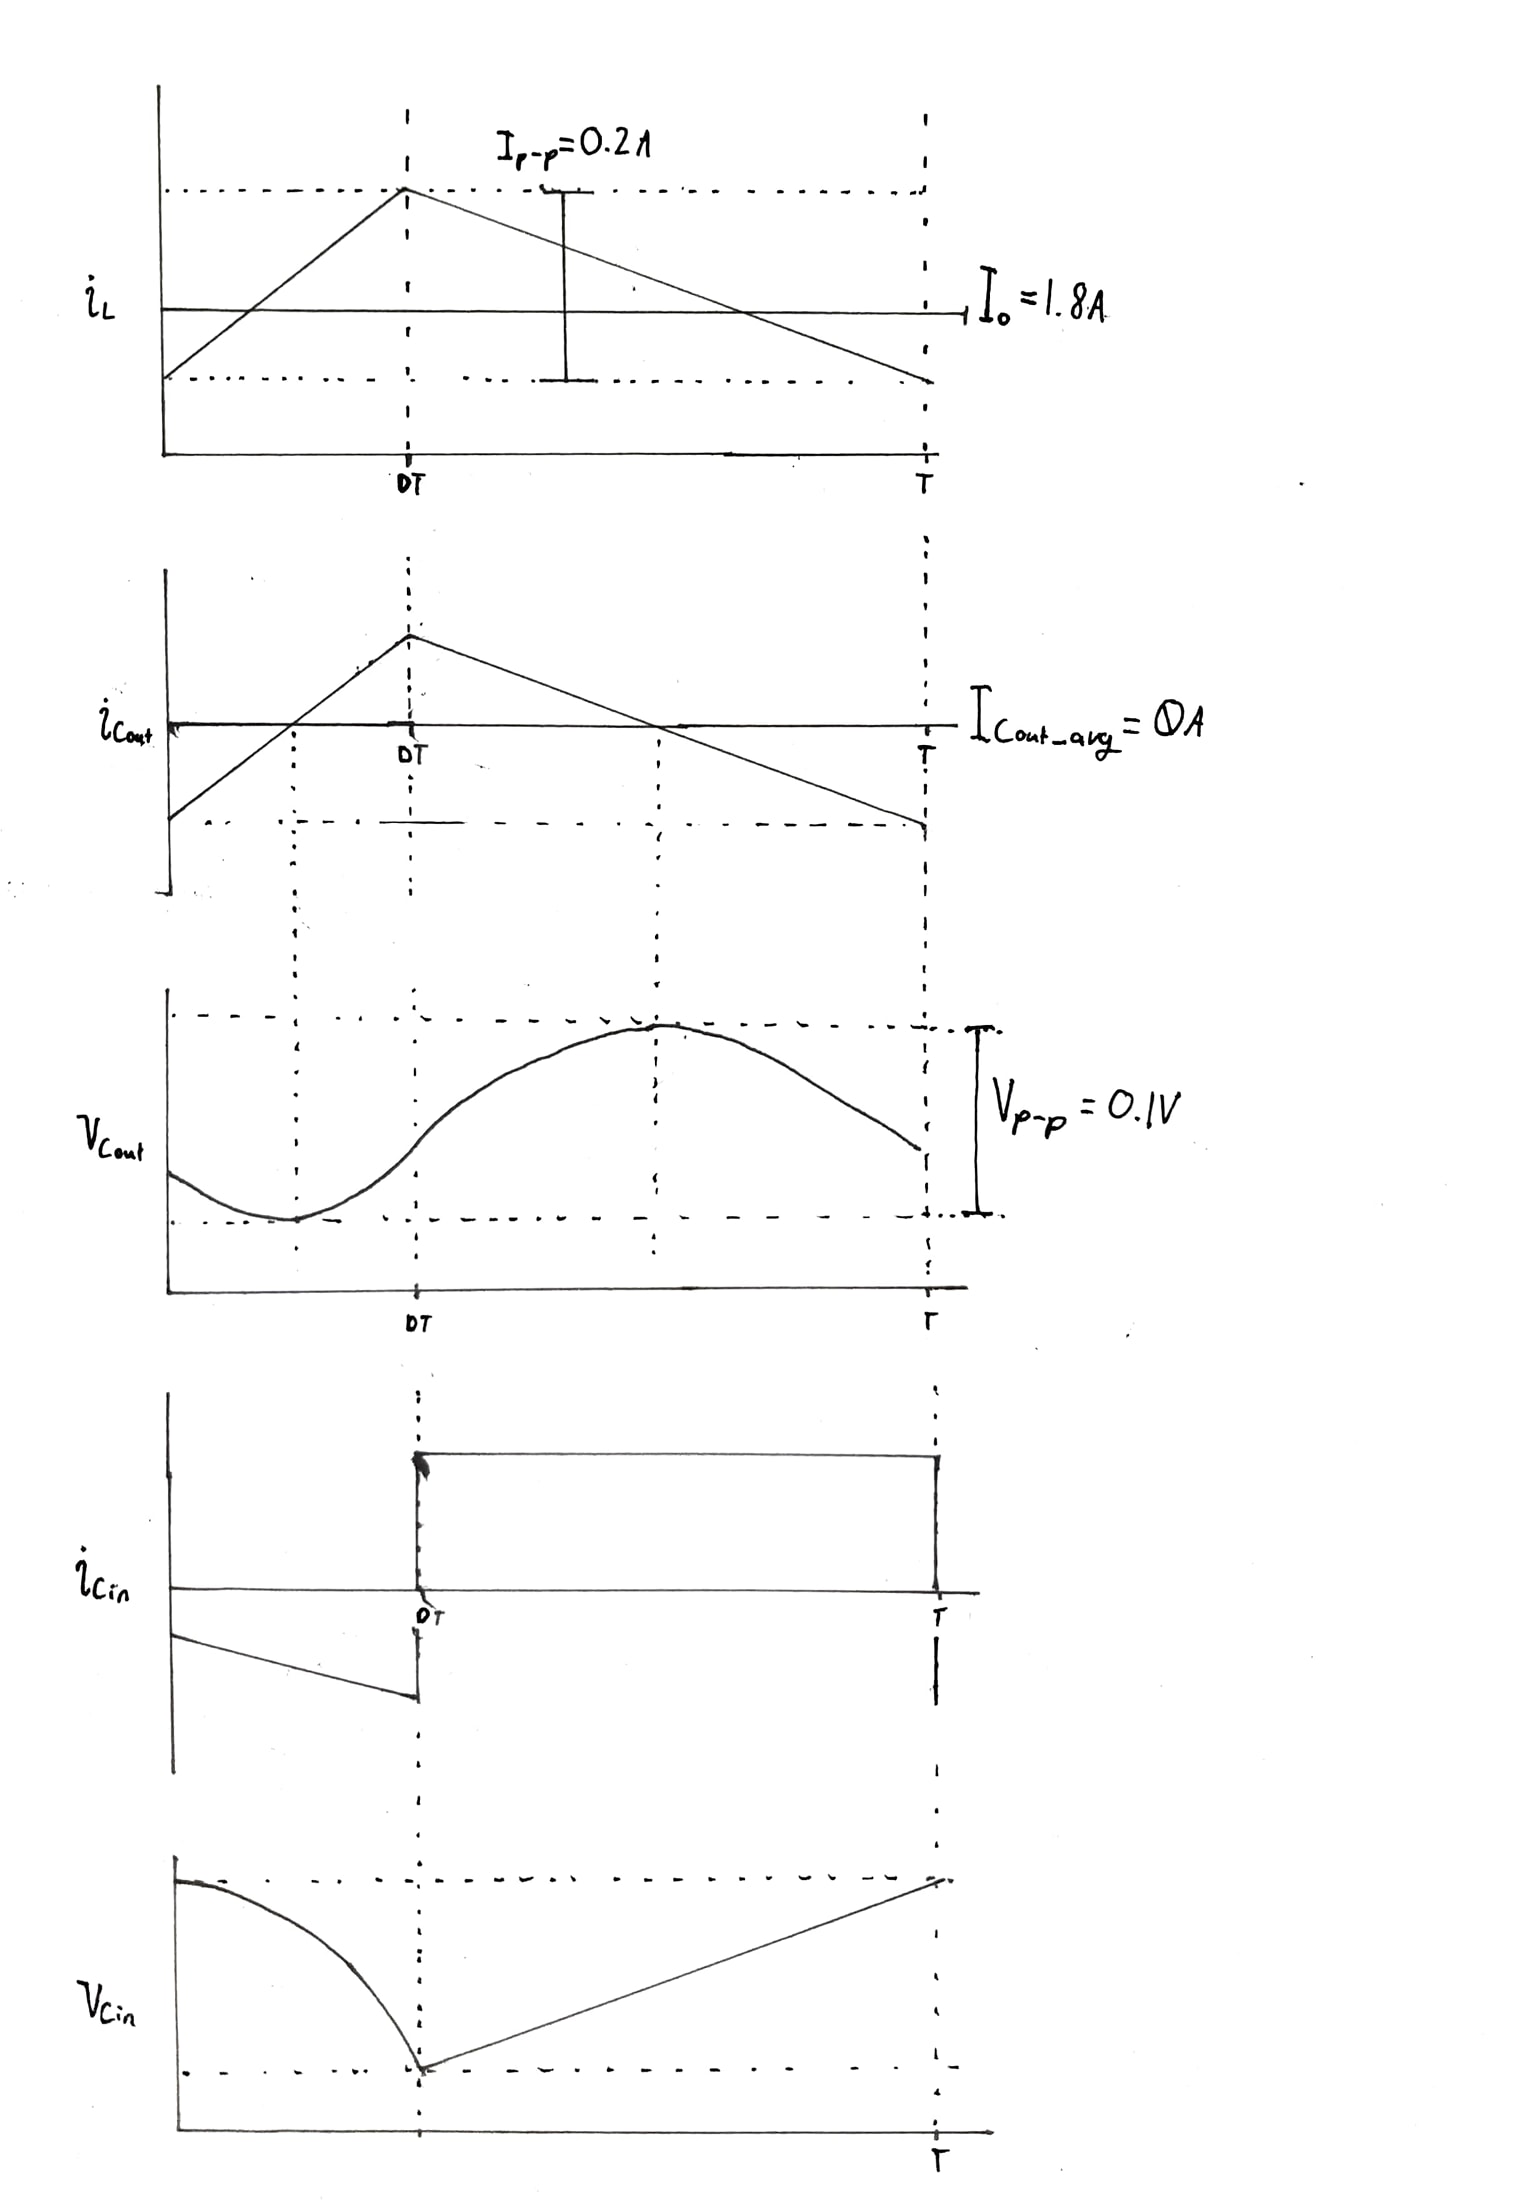 I_p-p=0.2A
i_L
I_o=1.8A
DT T
i_Cout
I_Cout_avg=0A
DT T
V_Cout
V_p-p=0.1V
DT T
i_Cin
DT T
V_Cin
T